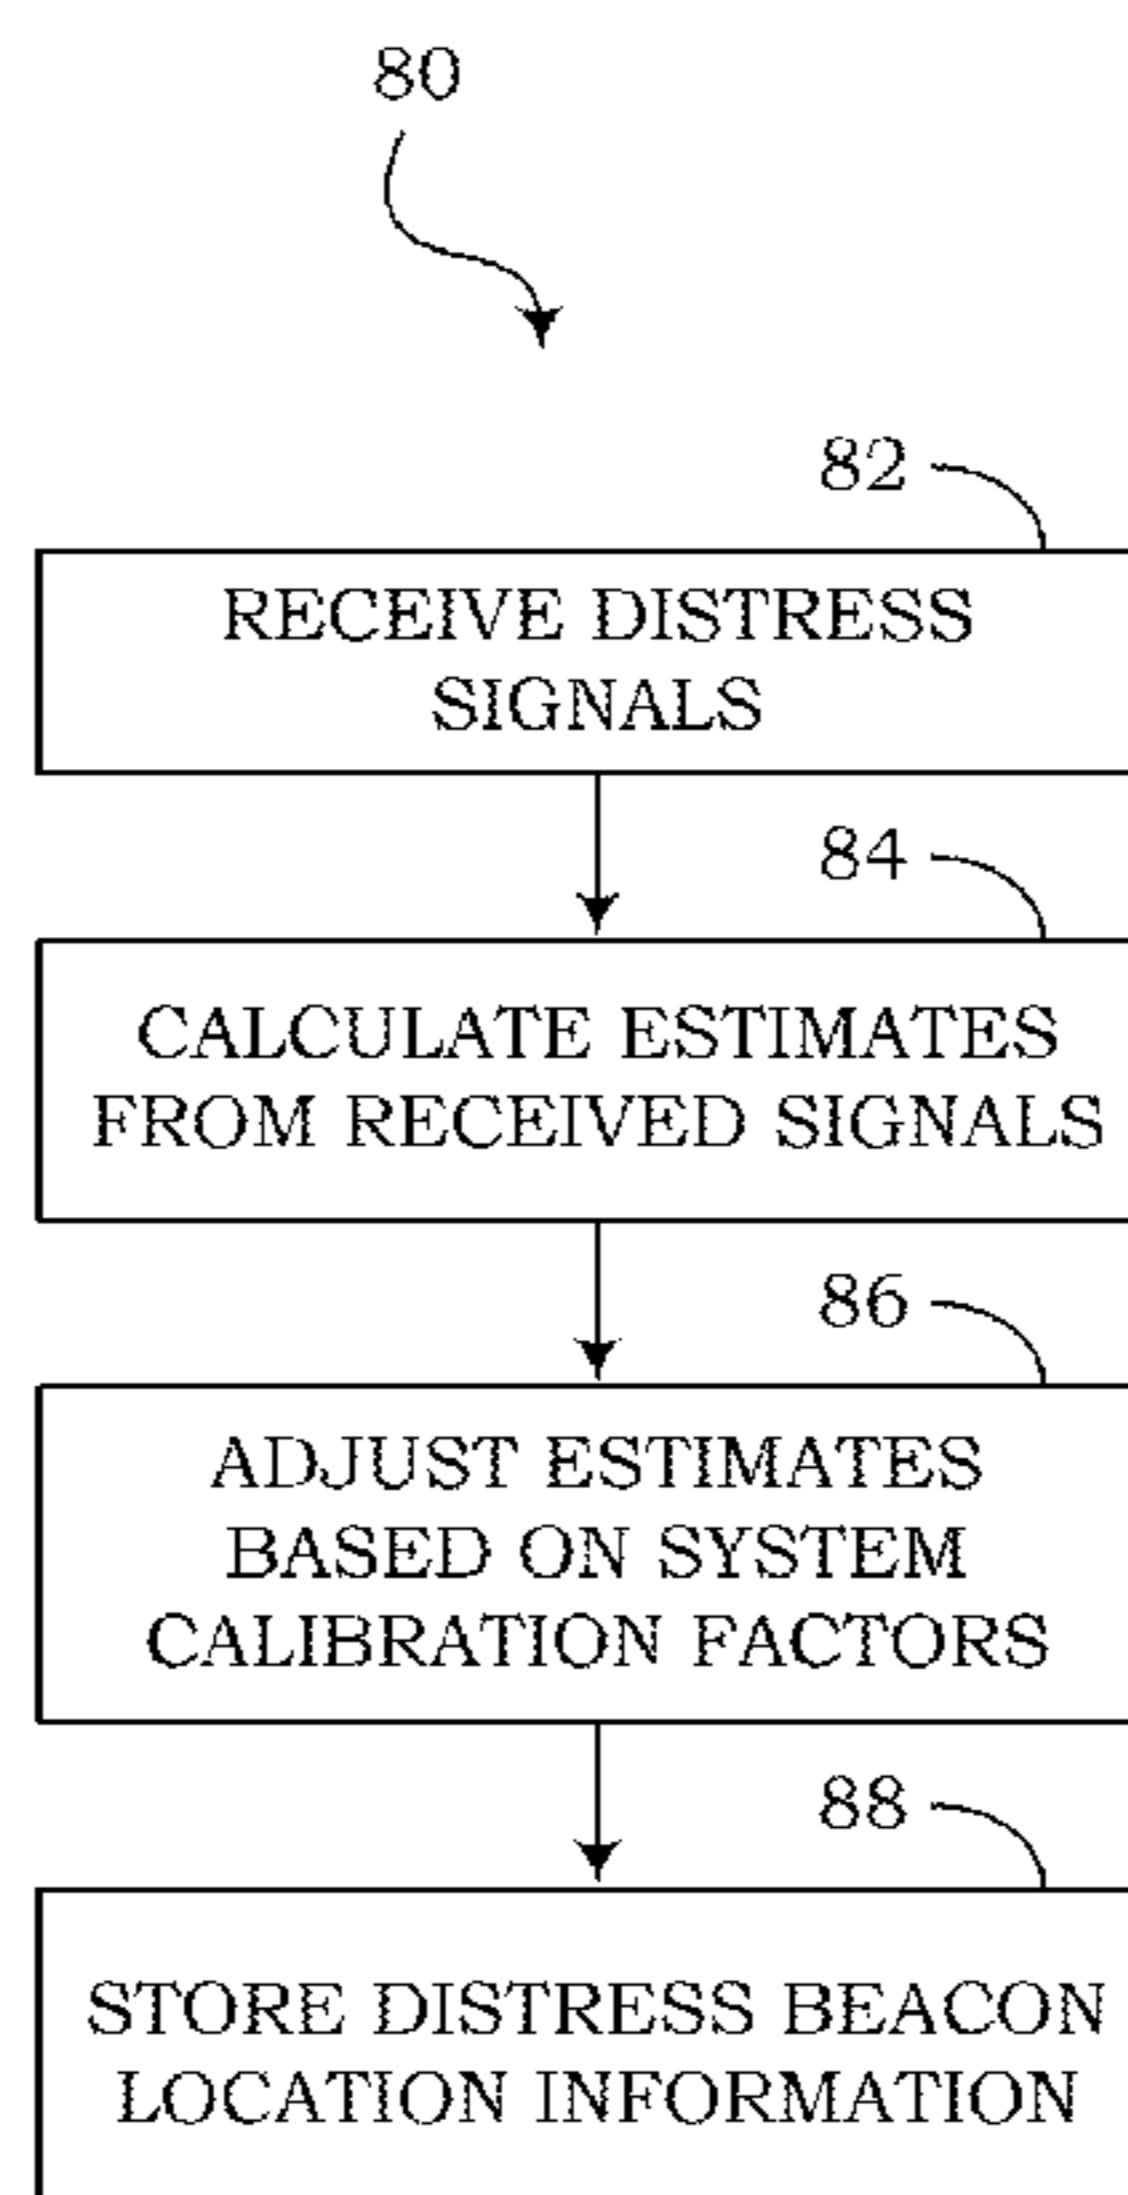 80
82
RECEIVE DISTRESS
SIGNALS
84
CALCULATE ESTIMATES
FROM RECEIVED SIGNALS
86
ADJUST ESTIMATES
BASED ON SYSTEM
CALIBRATION FACTORS
88
STORE DISTRESS BEACON
LOCATION INFORMATION